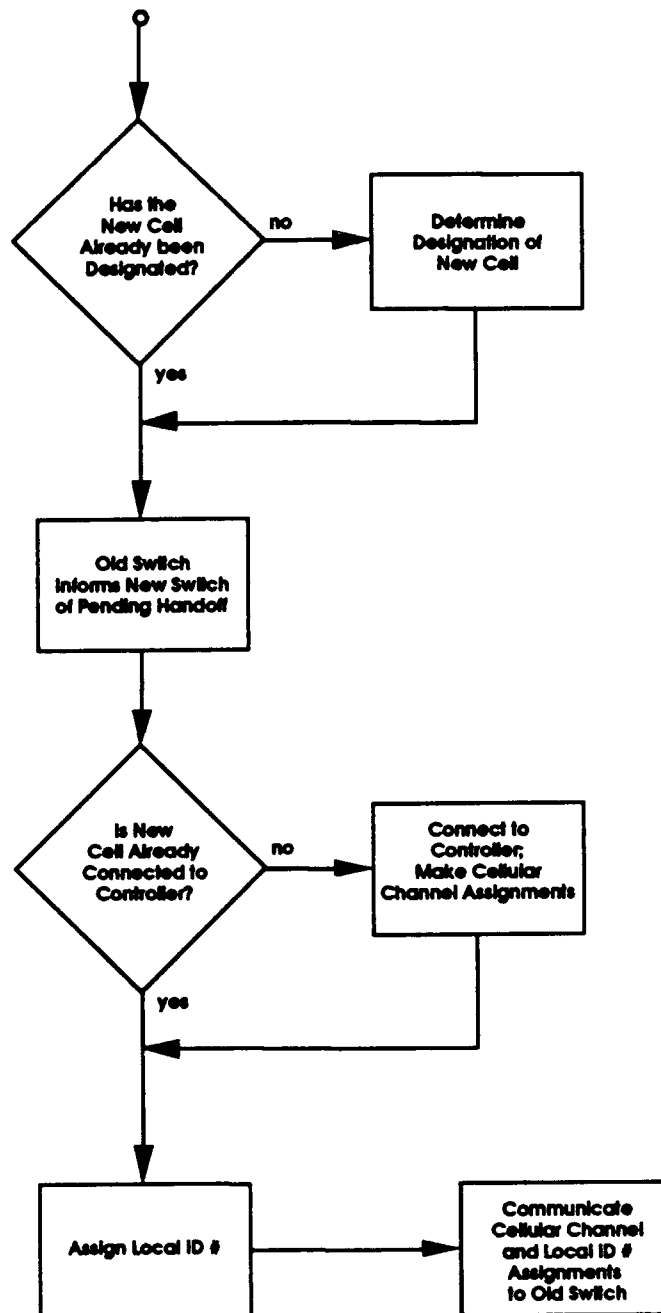 Has the
New Cell
Already been
Designated?
no
Determine
Designation of
New Cell
yes
Old Switch
Informs New Switch
of Pending Handoff
Is New
Cell Already
Connected to
Controller?
no
Connect to
Controller;
Make Cellular
Channel Assignments
yes
Assign Local ID #
Communicate
Cellular Channel
and Local ID #
Assignments
to Old Switch